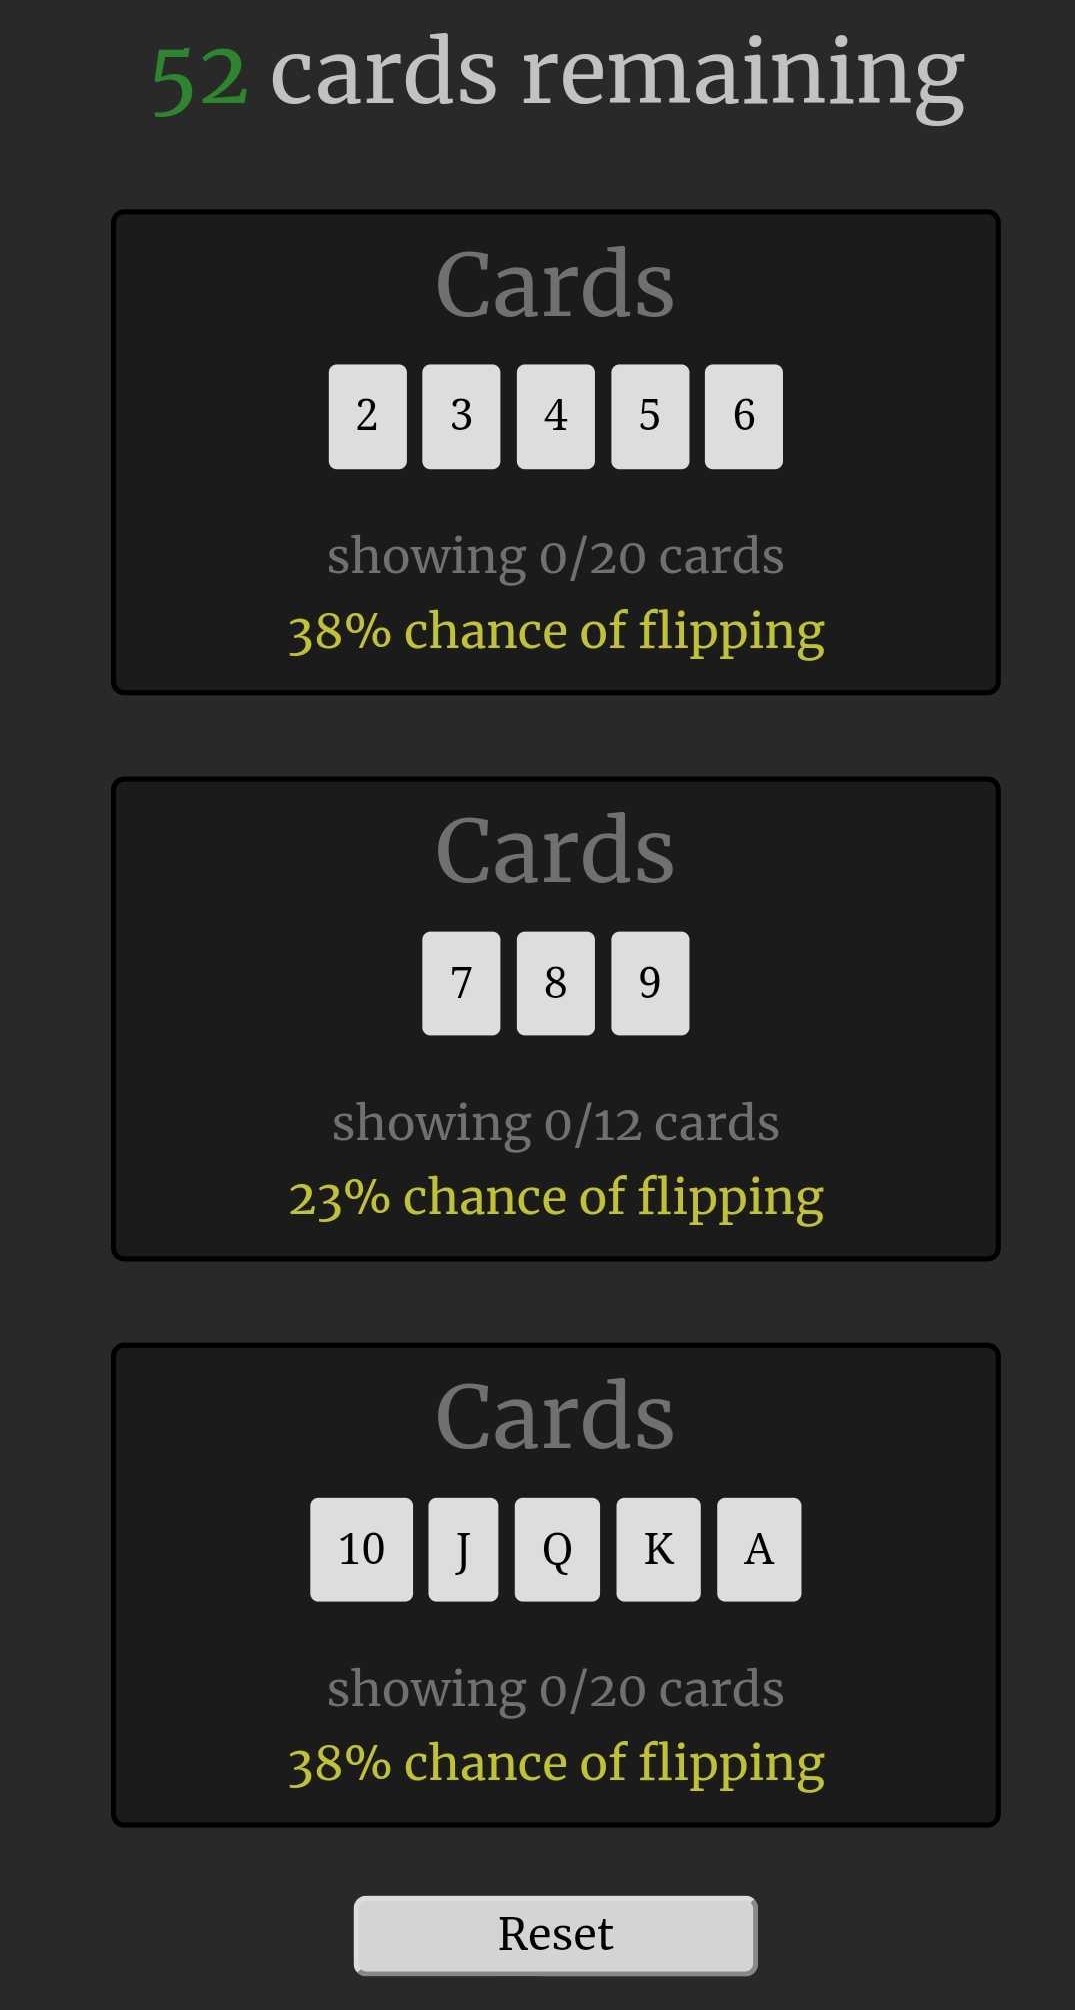 52 cards remaining
Cards
2 3 4 5 6
showing 0/20 cards
38% chance of flipping
Cards
7 8 9
showing 0/12 cards
23% chance of flipping
Cards
10 J Q K A
showing 0/20 cards
38% chance of flipping
Reset